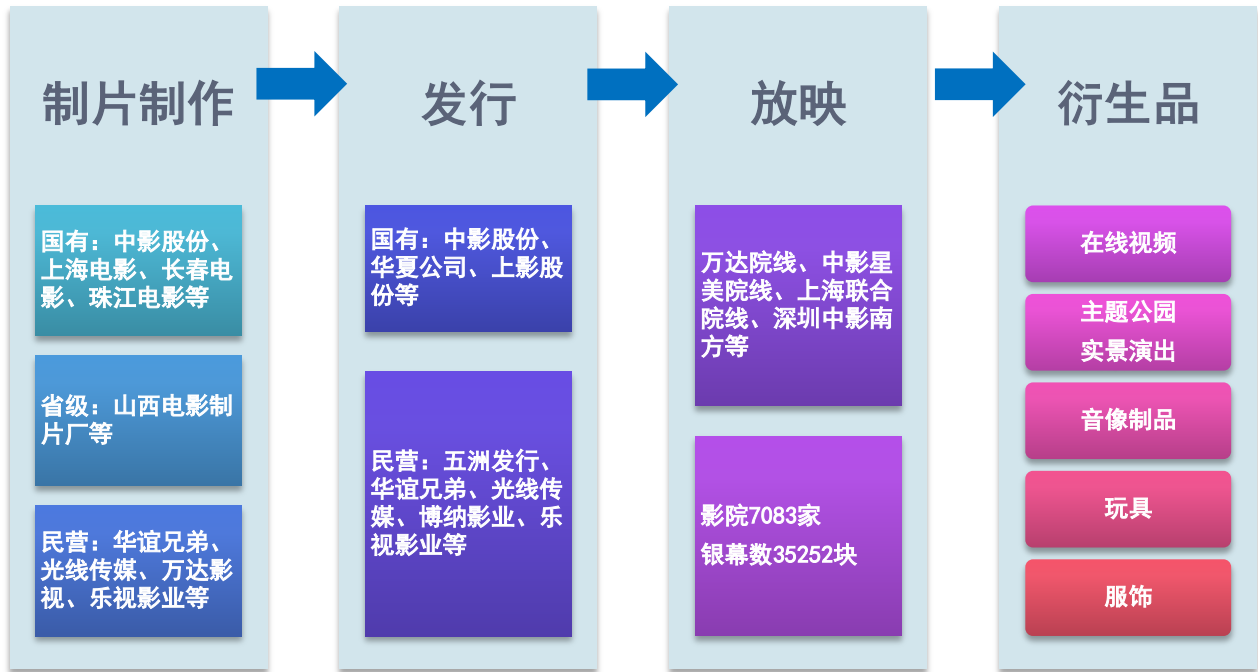 制片制作
国有：中影股份、
上海电影、长春电
影、珠江电影等
省级：山西电影制
片厂等
民营：华谊兄弟、
光线传媒、万达影
视、乐视影业等
发行
国有：中影股份、
华夏公司、上影股
份等
民营：五洲发行、
华谊兄弟、光线传
媒、博纳影业、乐
视影业等
放映
万达院线、中影星
美院线、上海联合
院线、深圳中影南
方等
影院7083家
银幕数35252块
衍生品
在线视频
主题公园
实景演出
音像制品
玩具
服饰